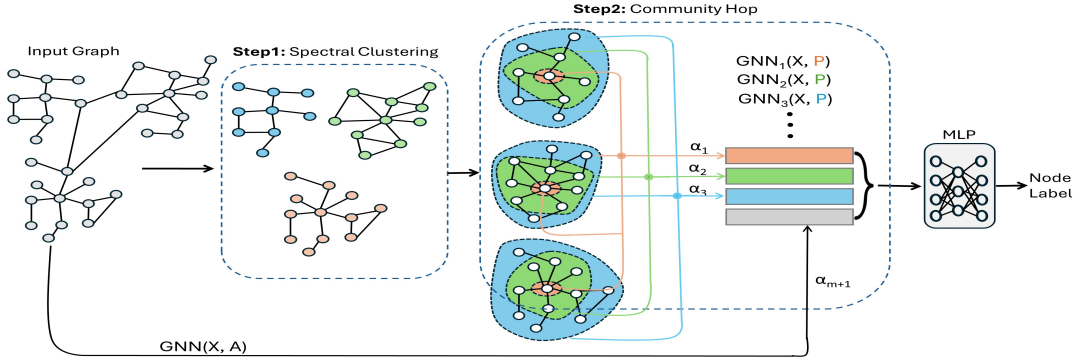 Step2: Community Hop
Input Graph
Step1: Spectral Clustering
GNN₁(X, P)
GNN₂(X, P)
GNN₃(X, P)
MLP
α₁
α₂
α₃
Node
Label
αₘ₊₁
GNN(X, A)